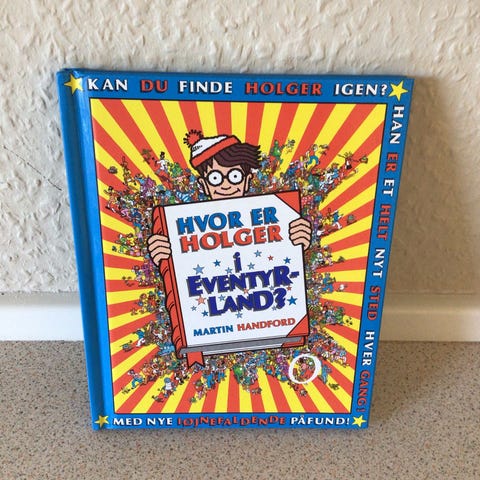 KAN DU FINDE HOLGER IGEN?
HAN ER ET HELT NYT STED HVER GANG!
HVOR ER
HOLGER
i
EVENTYR-
LAND?
MARTIN HANDFORD
MED NYE IØJNEFALDENDE PÅFUND!